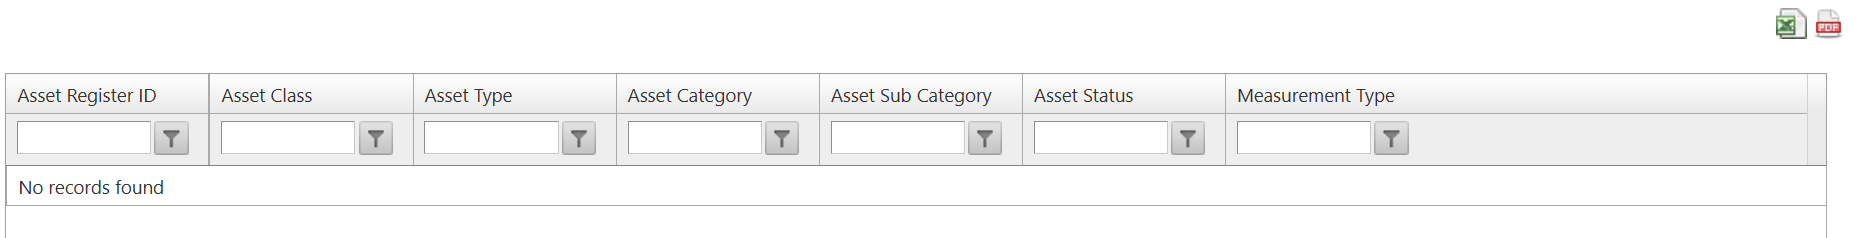 PDF
Asset Register ID Asset Class Asset Type Asset Category Asset Sub Category Asset Status Measurement Type
No records found